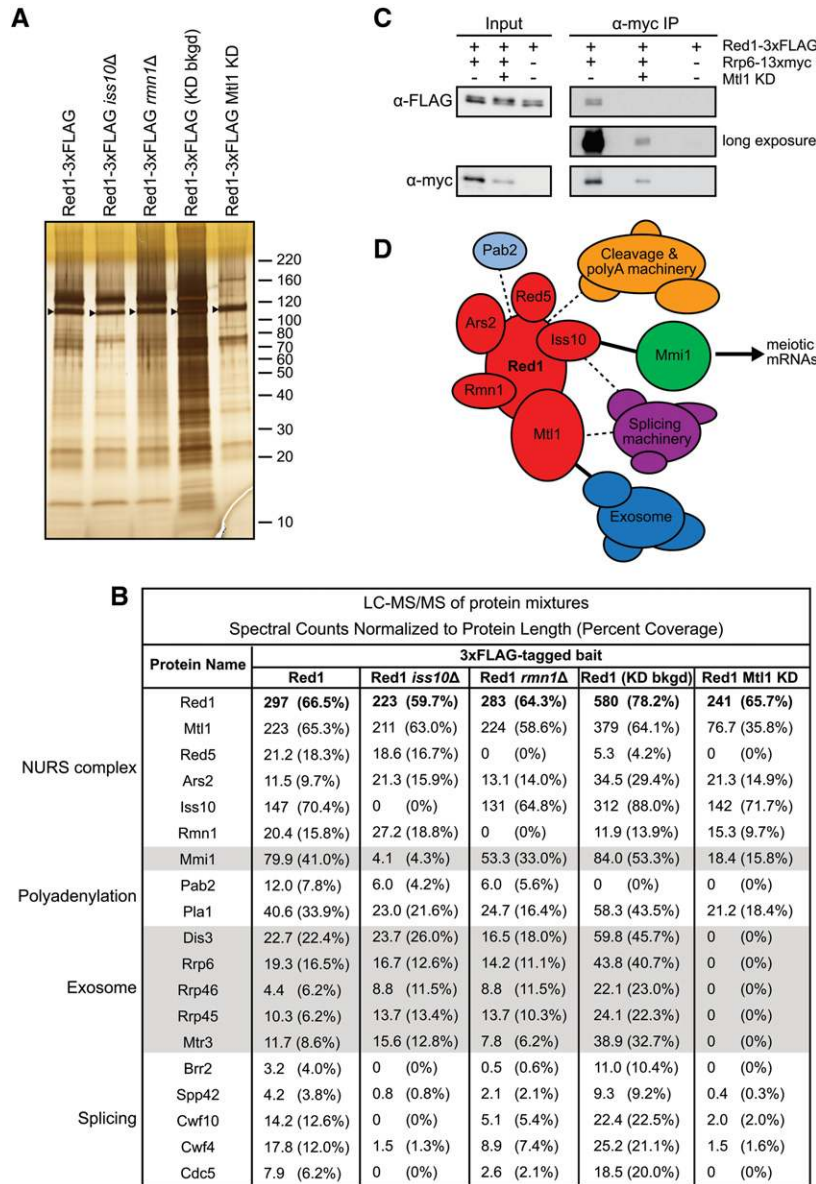 A
Red1-3xFLAG
Red1-3xFLAG iss10Δ
Red1-3xFLAG rmn1Δ
Red1-3xFLAG (KD bkgd)
Red1-3xFLAG Mtl1 KD
220
160
120
100
80
70
60
50
40
30
20
10
C
Input
α-myc IP
+ + + + + + Red1-3xFLAG
+ + - + + - Rrp6-13xmyc
- + - - + - Mtl1 KD
α-FLAG
long exposure
α-myc
D
Pab2
Cleavage &
polyA machinery
Red5
Ars2
Iss10
Red1
Mmi1
meiotic
mRNAs
Rmn1
Mtl1
Splicing
machinery
Exosome
B
LC-MS/MS of protein mixtures
Spectral Counts Normalized to Protein Length (Percent Coverage)
Protein Name
3xFLAG-tagged bait
Red1 Red1 iss10Δ Red1 rmn1Δ Red1 (KD bkgd) Red1 Mtl1 KD
Red1 297 (66.5%) 223 (59.7%) 283 (64.3%) 580 (78.2%) 241 (65.7%)
Mtl1 223 (65.3%) 211 (63.0%) 224 (58.6%) 379 (64.1%) 76.7 (35.8%)
NURS complex
Red5 21.2 (18.3%) 18.6 (16.7%) 0 (0%) 5.3 (4.2%) 0 (0%)
Ars2 11.5 (9.7%) 21.3 (15.9%) 13.1 (14.0%) 34.5 (29.4%) 21.3 (14.9%)
Iss10 147 (70.4%) 0 (0%) 131 (64.8%) 312 (88.0%) 142 (71.7%)
Rmn1 20.4 (15.8%) 27.2 (18.8%) 0 (0%) 11.9 (13.9%) 15.3 (9.7%)
Mmi1 79.9 (41.0%) 4.1 (4.3%) 53.3 (33.0%) 84.0 (53.3%) 18.4 (15.8%)
Polyadenylation
Pab2 12.0 (7.8%) 6.0 (4.2%) 6.0 (5.6%) 0 (0%) 0 (0%)
Pla1 40.6 (33.9%) 23.0 (21.6%) 24.7 (16.4%) 58.3 (43.5%) 21.2 (18.4%)
Dis3 22.7 (22.4%) 23.7 (26.0%) 16.5 (18.0%) 59.8 (45.7%) 0 (0%)
Rrp6 19.3 (16.5%) 16.7 (12.6%) 14.2 (11.1%) 43.8 (40.7%) 0 (0%)
Exosome
Rrp46 4.4 (6.2%) 8.8 (11.5%) 8.8 (11.5%) 22.1 (23.0%) 0 (0%)
Rrp45 10.3 (6.2%) 13.7 (13.4%) 13.7 (10.3%) 24.1 (22.3%) 0 (0%)
Mtr3 11.7 (8.6%) 15.6 (12.8%) 7.8 (6.2%) 38.9 (32.7%) 0 (0%)
Brr2 3.2 (4.0%) 0 (0%) 0.5 (0.6%) 11.0 (10.4%) 0 (0%)
Spp42 4.2 (3.8%) 0.8 (0.8%) 2.1 (2.1%) 9.3 (9.2%) 0.4 (0.3%)
Splicing
Cwf10 14.2 (12.6%) 0 (0%) 5.1 (5.4%) 22.4 (22.5%) 2.0 (2.0%)
Cwf4 17.8 (12.0%) 1.5 (1.3%) 8.9 (7.4%) 25.2 (21.1%) 1.5 (1.6%)
Cdc5 7.9 (6.2%) 0 (0%) 2.6 (2.1%) 18.5 (20.0%) 0 (0%)